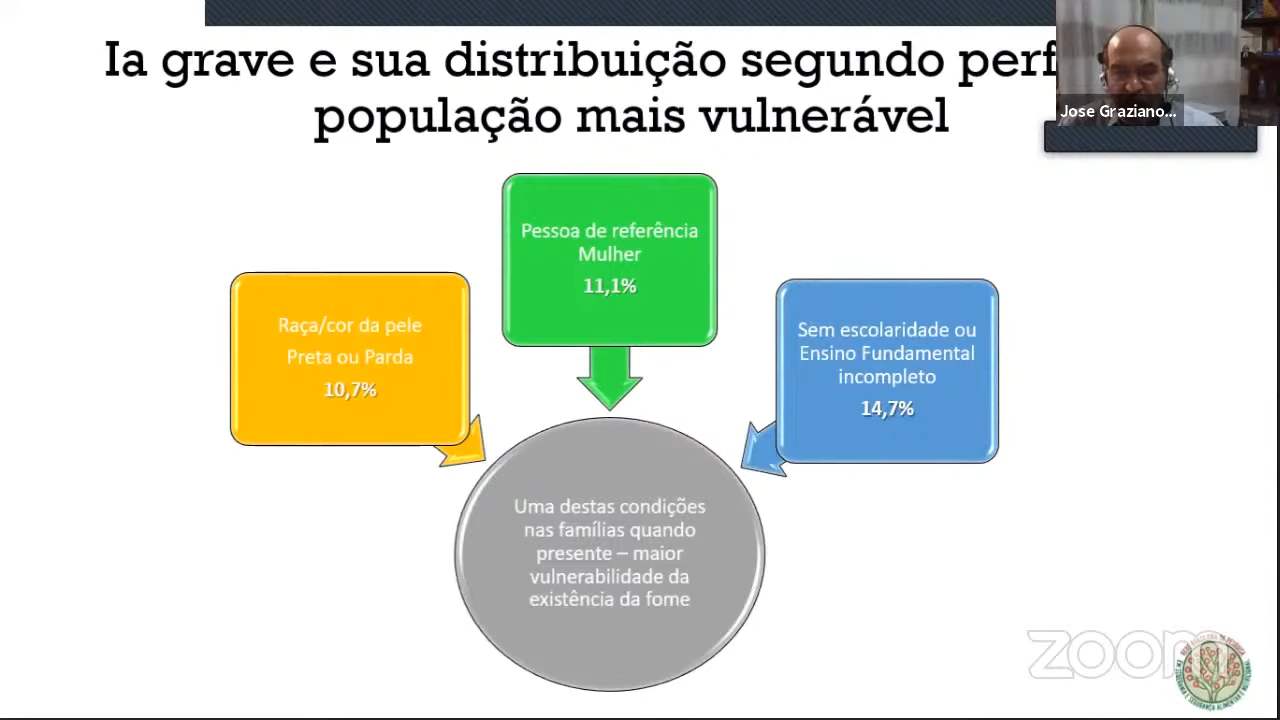 Ia grave e sua distribuição segundo perf
população mais vulnerável
Jose Graziano...
Pessoa de referência
Mulher
11,1%
Raça/cor da pele
Preta ou Parda
10,7%
Sem escolaridade ou
Ensino Fundamental
incompleto
14,7%
Uma destas condições
nas famílias quando
presente – maior
vulnerabilidade da
existência da fome
zoom